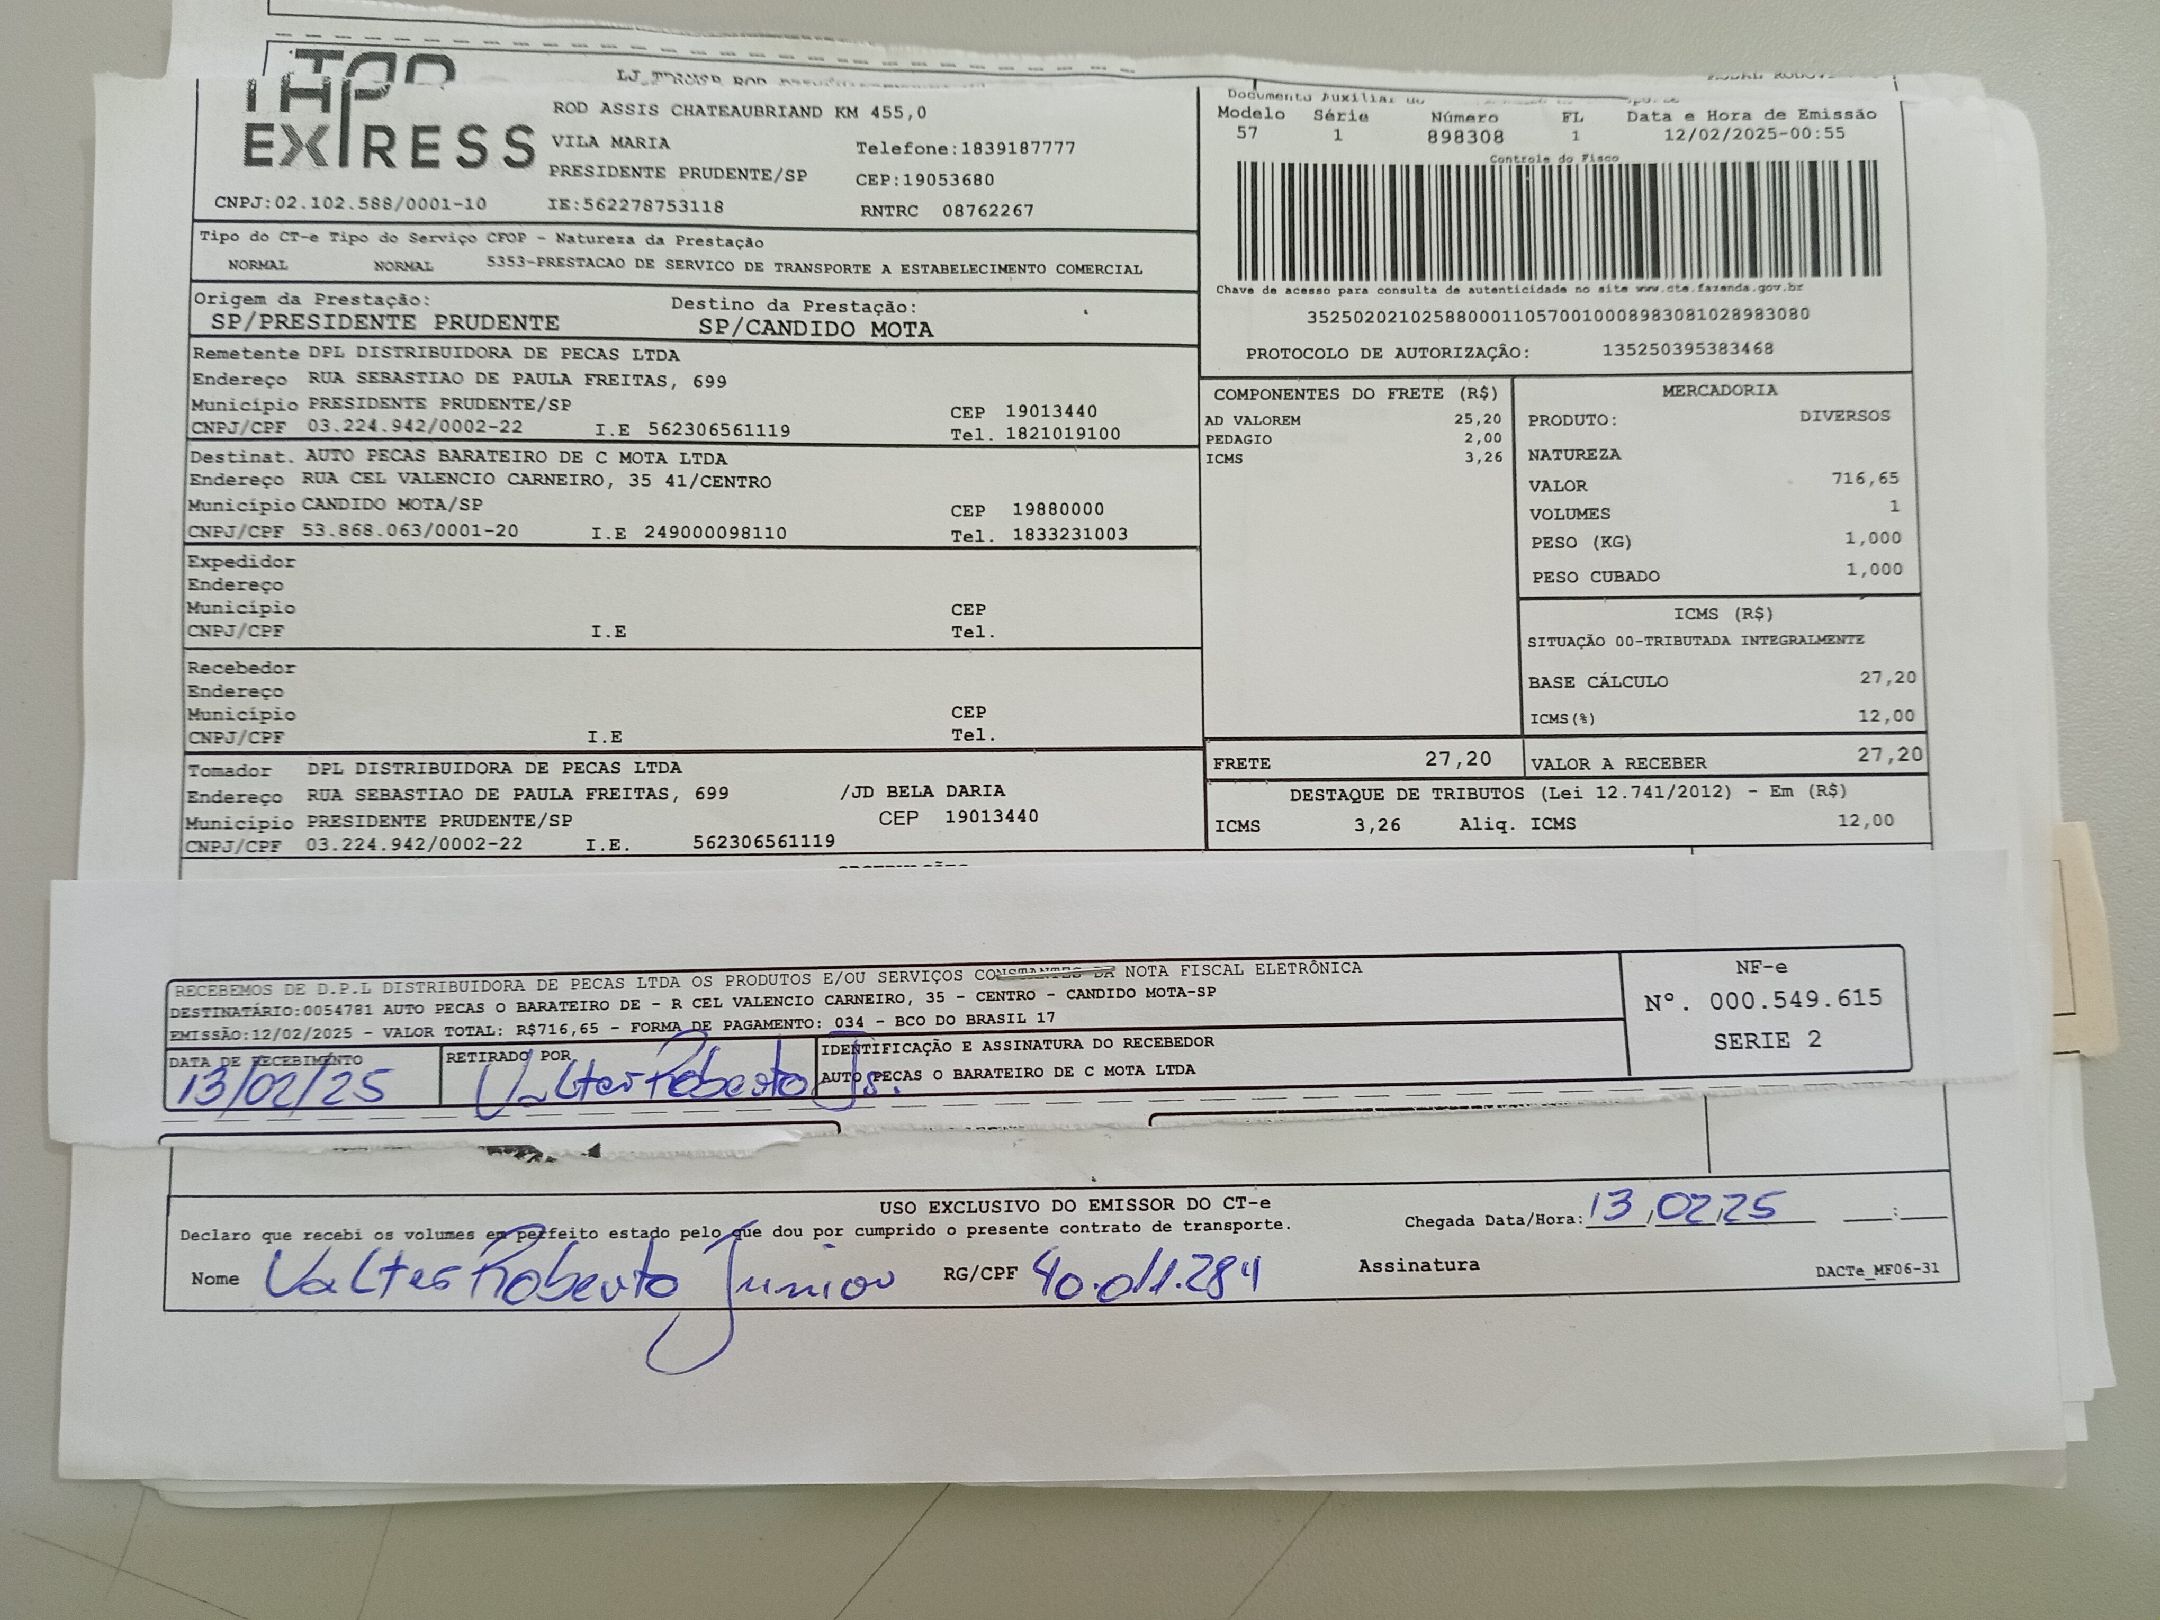 EXPRESS
ROD ASSIS CHATEAUBRIAND KM 455,0
VILA MARIA Telefone:1839187777
PRESIDENTE PRUDENTE/SP CEP:19053680
CNPJ:02.102.588/0001-10 IE:562278753118 RNTRC 08762267
Documento Auxiliar do
Modelo Série Número FL Data e Hora de Emissão
57 1 898308 1 12/02/2025-00:55
Controle do Fisco
Chave de acesso para consulta de autenticidade no site www.cte.fazenda.gov.br
35250202102588000110570010008983081028983080
PROTOCOLO DE AUTORIZAÇÃO: 135250395383468
Tipo do CT-e Tipo do Serviço CFOP - Natureza da Prestação
NORMAL NORMAL 5353-PRESTACAO DE SERVICO DE TRANSPORTE A ESTABELECIMENTO COMERCIAL
Origem da Prestação: Destino da Prestação:
SP/PRESIDENTE PRUDENTE SP/CANDIDO MOTA
Remetente DPL DISTRIBUIDORA DE PECAS LTDA
Endereço RUA SEBASTIAO DE PAULA FREITAS, 699
Município PRESIDENTE PRUDENTE/SP CEP 19013440
CNPJ/CPF 03.224.942/0002-22 I.E 562306561119 Tel. 1821019100
Destinat. AUTO PECAS BARATEIRO DE C MOTA LTDA
Endereço RUA CEL VALENCIO CARNEIRO, 35 41/CENTRO
Município CANDIDO MOTA/SP CEP 19880000
CNPJ/CPF 53.868.063/0001-20 I.E 249000098110 Tel. 1833231003
Expedidor
Endereço
Município CEP
CNPJ/CPF I.E Tel.
Recebedor
Endereço
Município CEP
CNPJ/CPF I.E Tel.
Tomador DPL DISTRIBUIDORA DE PECAS LTDA
Endereço RUA SEBASTIAO DE PAULA FREITAS, 699 /JD BELA DARIA
Município PRESIDENTE PRUDENTE/SP CEP 19013440
CNPJ/CPF 03.224.942/0002-22 I.E. 562306561119
COMPONENTES DO FRETE (R$)
AD VALOREM 25,20
PEDAGIO 2,00
ICMS 3,26
MERCADORIA
PRODUTO: DIVERSOS
NATUREZA
VALOR 716,65
VOLUMES 1
PESO (KG) 1,000
PESO CUBADO 1,000
ICMS (R$)
SITUAÇÃO 00-TRIBUTADA INTEGRALMENTE
BASE CÁLCULO 27,20
ICMS(%) 12,00
FRETE 27,20 VALOR A RECEBER 27,20
DESTAQUE DE TRIBUTOS (Lei 12.741/2012) - Em (R$)
ICMS 3,26 Aliq. ICMS 12,00
RECEBEMOS DE D.P.L DISTRIBUIDORA DE PECAS LTDA OS PRODUTOS E/OU SERVIÇOS CONSTANTES DA NOTA FISCAL ELETRÔNICA
DESTINATÁRIO:0054781 AUTO PECAS O BARATEIRO DE - R CEL VALENCIO CARNEIRO, 35 - CENTRO - CANDIDO MOTA-SP
EMISSÃO:12/02/2025 - VALOR TOTAL: R$716,65 - FORMA DE PAGAMENTO: 034 - BCO DO BRASIL 17
DATA DE RECEBIMENTO RETIRADO POR IDENTIFICAÇÃO E ASSINATURA DO RECEBEDOR
13/02/25 Valter Roberto Jr. AUTO PECAS O BARATEIRO DE C MOTA LTDA
NF-e
Nº. 000.549.615
SERIE 2
USO EXCLUSIVO DO EMISSOR DO CT-e
Declaro que recebi os volumes em perfeito estado pelo que dou por cumprido o presente contrato de transporte. Chegada Data/Hora: 13/02/25 __:__
Nome Valter Roberto Junior RG/CPF 40.011.284 Assinatura DACTe_MF06-31